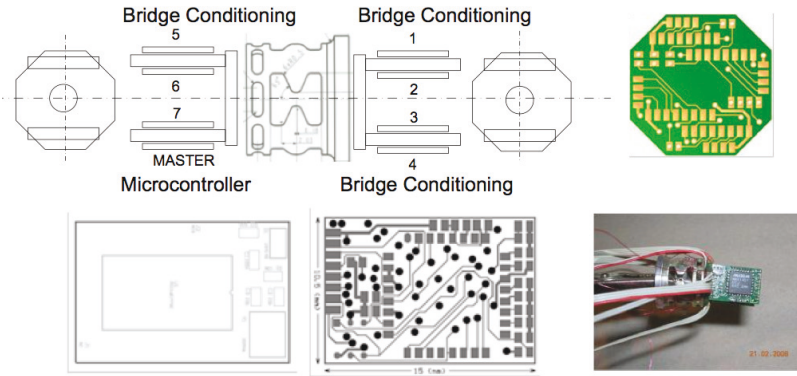 Bridge Conditioning
Bridge Conditioning
5
1
6
2
7
3
MASTER
4
Microcontroller
Bridge Conditioning
10.5 (mm)
15 (mm)
21.02.2008